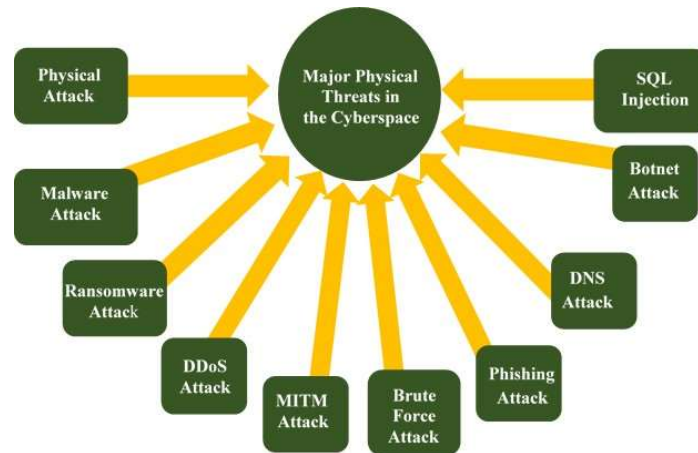 Major Physical
Threats in
the Cyberspace
Physical
Attack
Malware
Attack
Ransomware
Attack
DDoS
Attack
MITM
Attack
Brute
Force
Attack
Phishing
Attack
DNS
Attack
Botnet
Attack
SQL
Injection